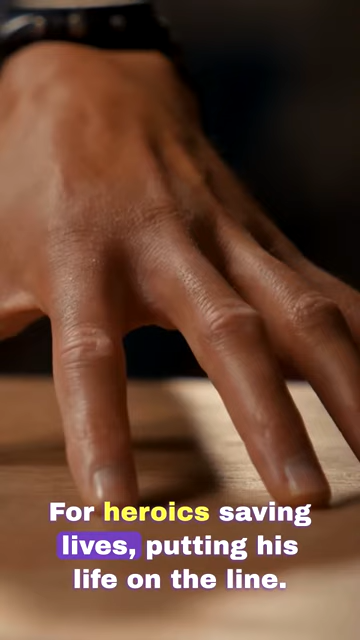 For heroics saving
lives, putting his
life on the line.